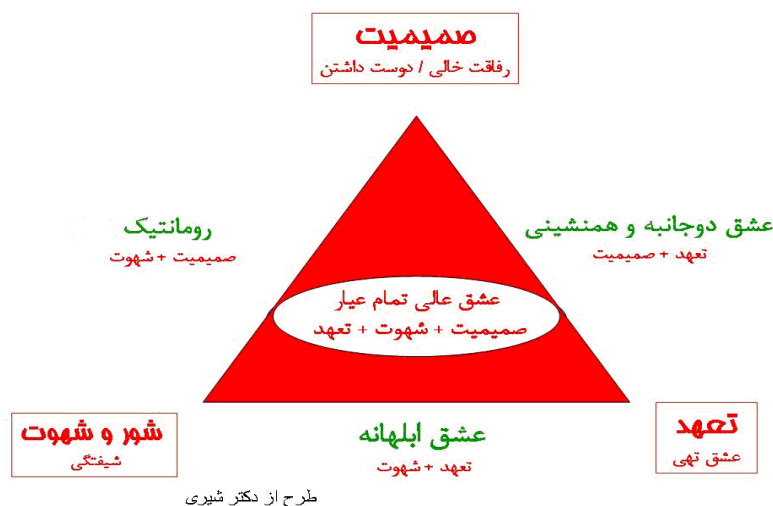 صمیمیت
رفاقت خالی / دوست داشتن
رومانتیک
صمیمیت + شهوت
عشق دوجانبه و همنشینی
تعهد + صمیمیت
عشق عالی تمام عیار
صمیمیت + شهوت + تعهد
شور و شهوت
شیفتگی
عشق ابلهانه
تعهد + شهوت
تعهد
عشق تهی
طرح از دکتر شیری